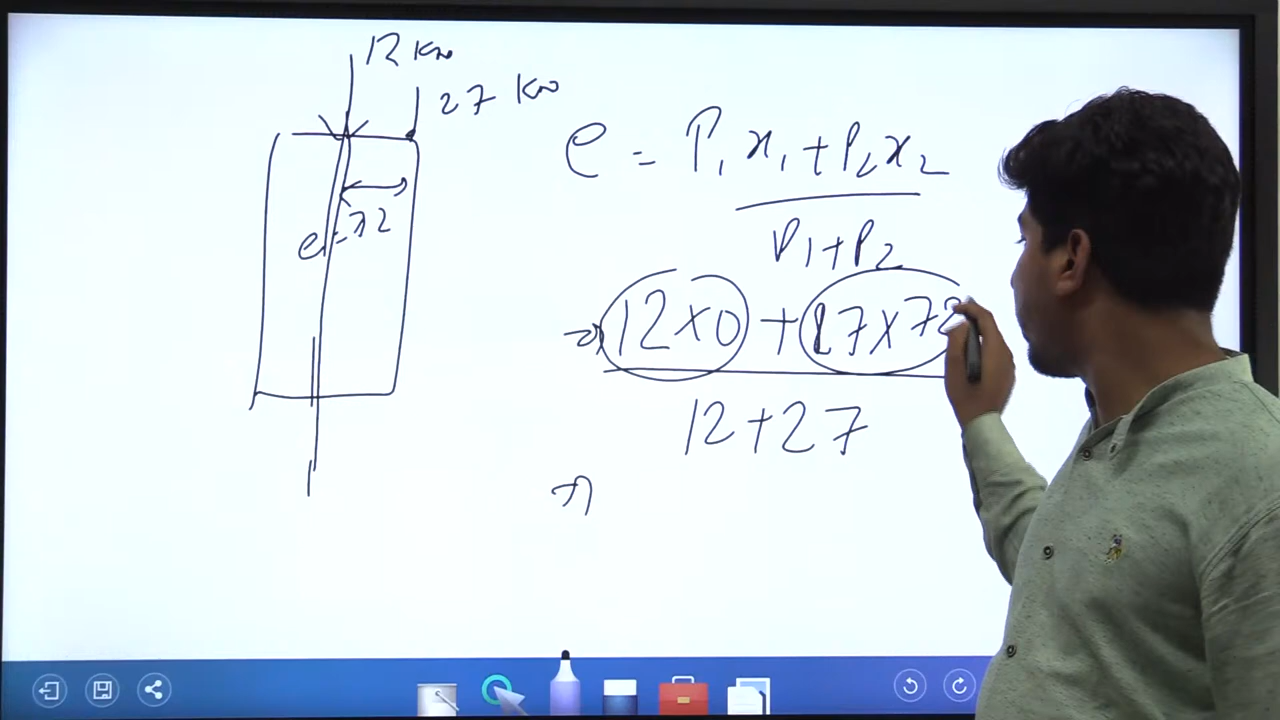 12 kN
27 kN
e = P₁x₁ + P₂x₂
P₁ + P₂
e = 72
⇒ 12×0 + 27×72
12+27